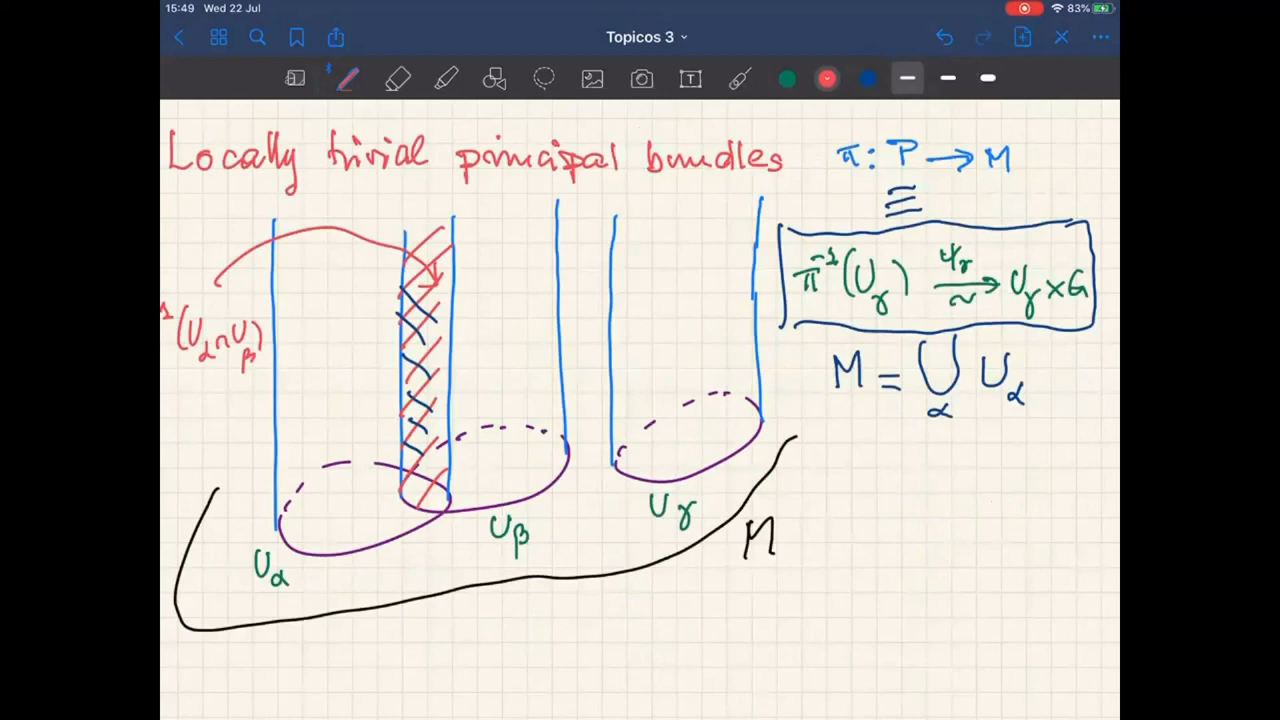 15:49 Wed 22 Jul
83%
Topicos 3
T
Locally trivial principal bundles
π: P → M
≡
π⁻¹(U_γ) ψ_γ →~ U_γ × G
¹(U_α∩U_β)
M = ⋃_α U_α
U_γ
U_β
M
U_α